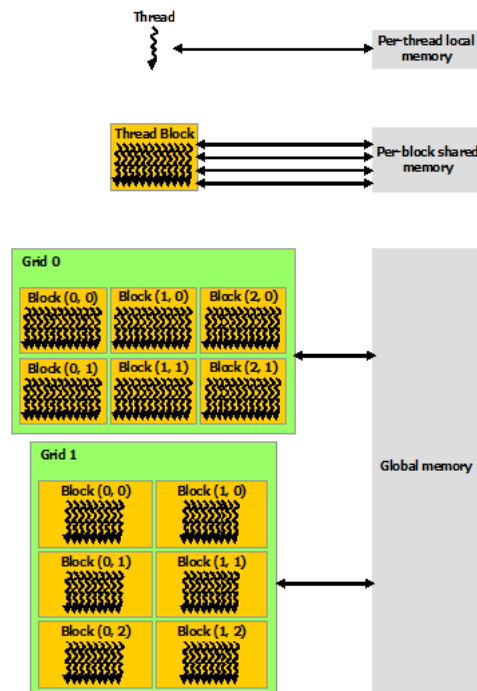 Thread
Per-thread local
memory
Thread Block
Per-block shared
memory
Grid 0
Block (0, 0)
Block (1, 0)
Block (2, 0)
Block (0, 1)
Block (1, 1)
Block (2, 1)
Grid 1
Block (0, 0)
Block (1, 0)
Block (0, 1)
Block (1, 1)
Block (0, 2)
Block (1, 2)
Global memory